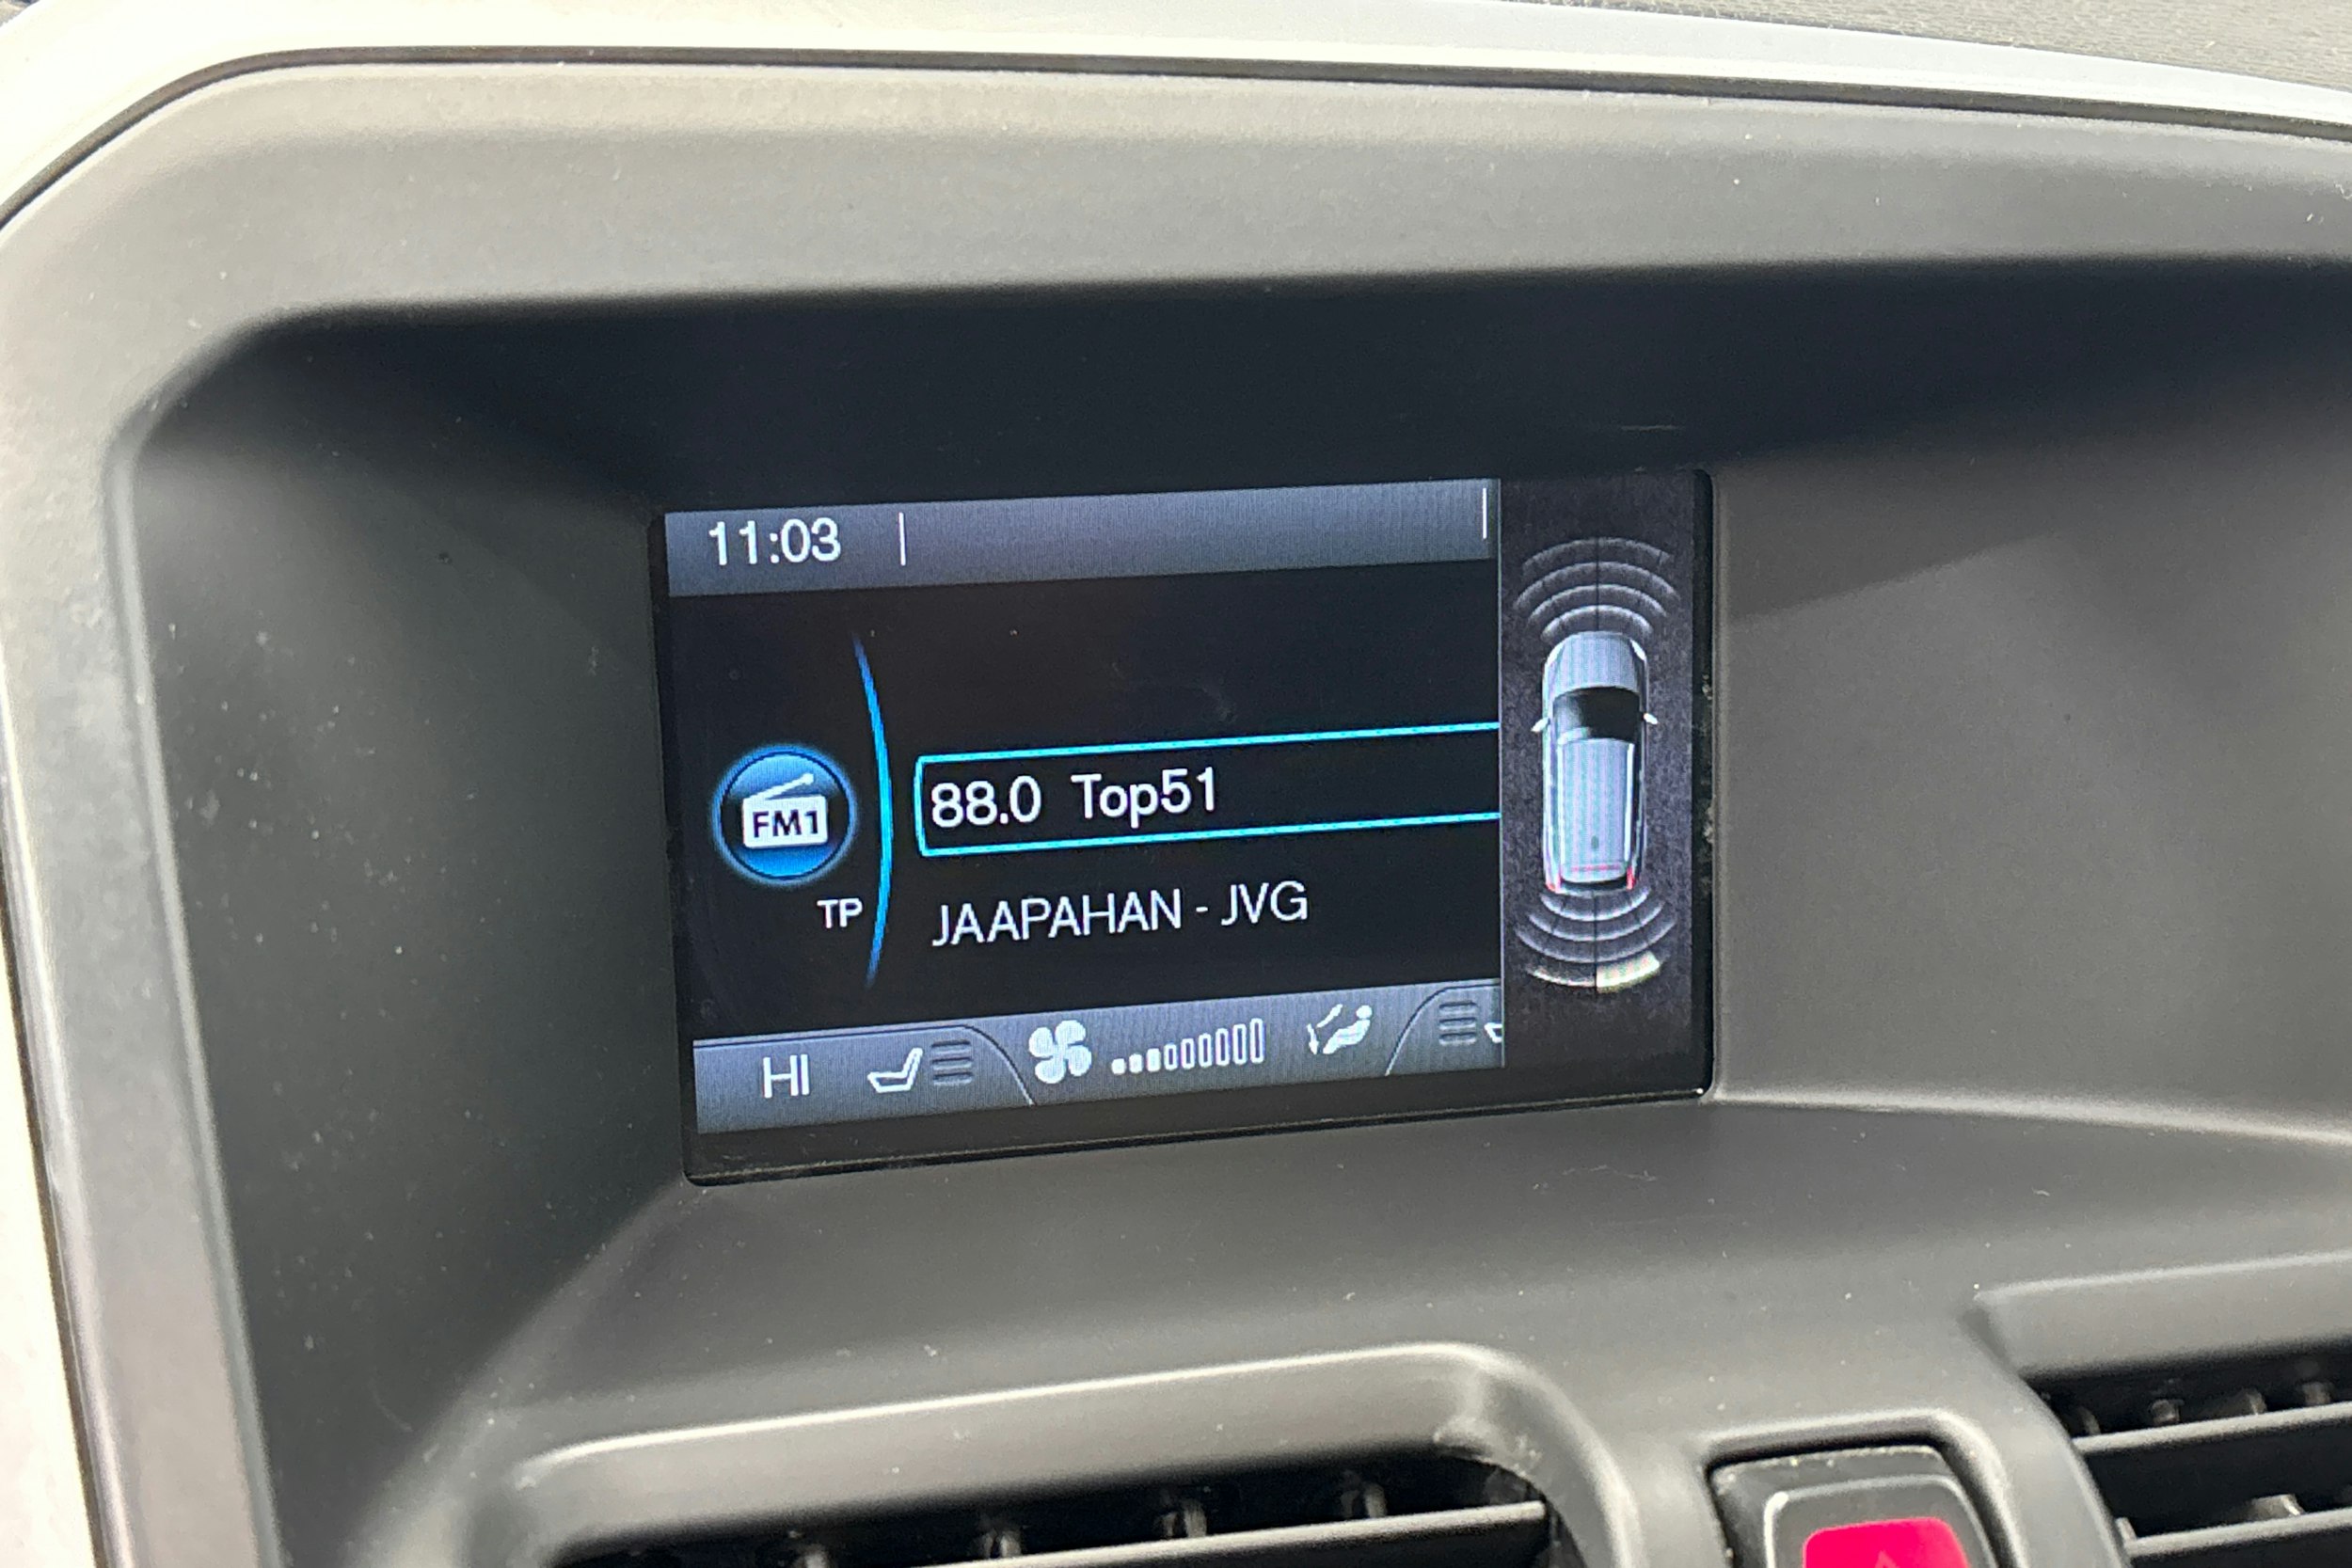 11:03
FM1
88.0 Top51
TP
JAAPAHAN - JVG
HI